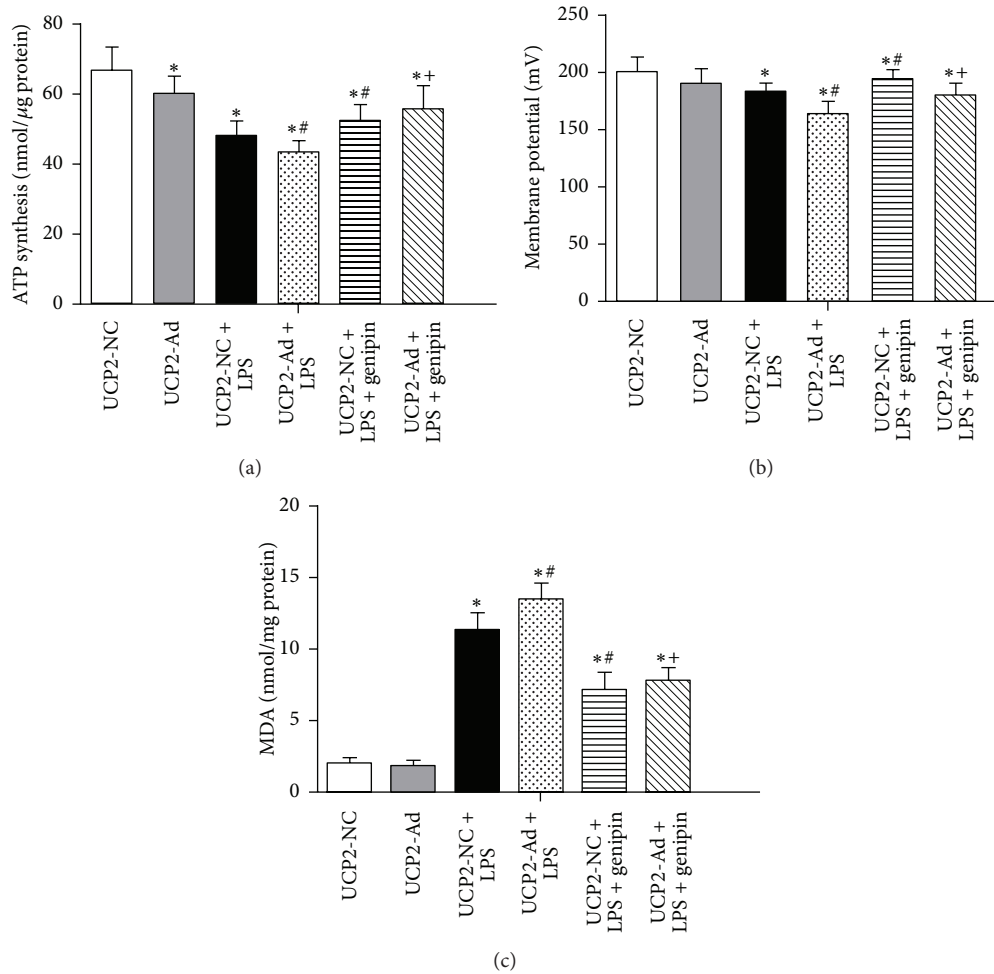 ATP synthesis (nmol/μg protein)
80
60
40
20
0
*
*
*#
*#
*+
UCP2-NC
UCP2-Ad
UCP2-NC +
LPS
UCP2-Ad +
LPS
UCP2-NC +
LPS + genipin
UCP2-Ad +
LPS + genipin
(a)
Membrane potential (mV)
250
200
150
100
50
0
*
*#
*#
*+
UCP2-NC
UCP2-Ad
UCP2-NC +
LPS
UCP2-Ad +
LPS
UCP2-NC +
LPS + genipin
UCP2-Ad +
LPS + genipin
(b)
MDA (nmol/mg protein)
20
15
10
5
0
*
*#
*#
*+
UCP2-NC
UCP2-Ad
UCP2-NC +
LPS
UCP2-Ad +
LPS
UCP2-NC +
LPS + genipin
UCP2-Ad +
LPS + genipin
(c)